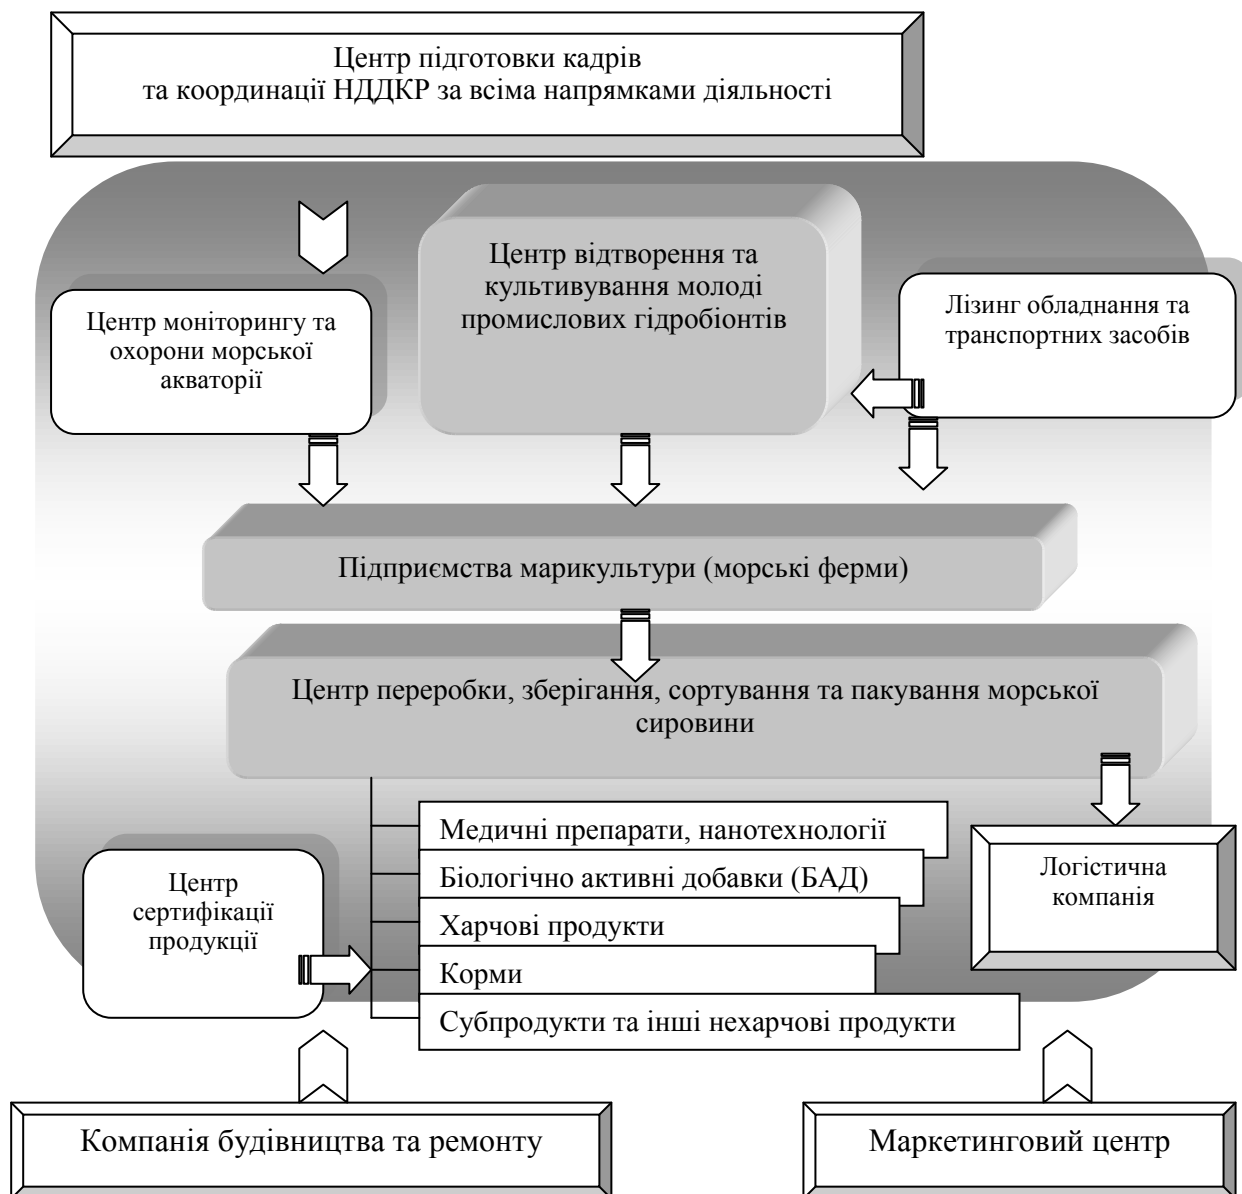 Центр підготовки кадрів
та координації НДДКР за всіма напрямками діяльності
Центр відтворення та
культивування молоді
промислових гідробіонтів
Центр моніторингу та
охорони морської
акваторії
Лізинг обладнання та
транспортних засобів
Підприємства марикультури (морські ферми)
Центр переробки, зберігання, сортування та пакування морської
сировини
Медичні препарати, нанотехнології
Біологічно активні добавки (БАД)
Харчові продукти
Корми
Субпродукти та інші нехарчові продукти
Центр
сертифікації
продукції
Логістична
компанія
Компанія будівництва та ремонту
Маркетинговий центр